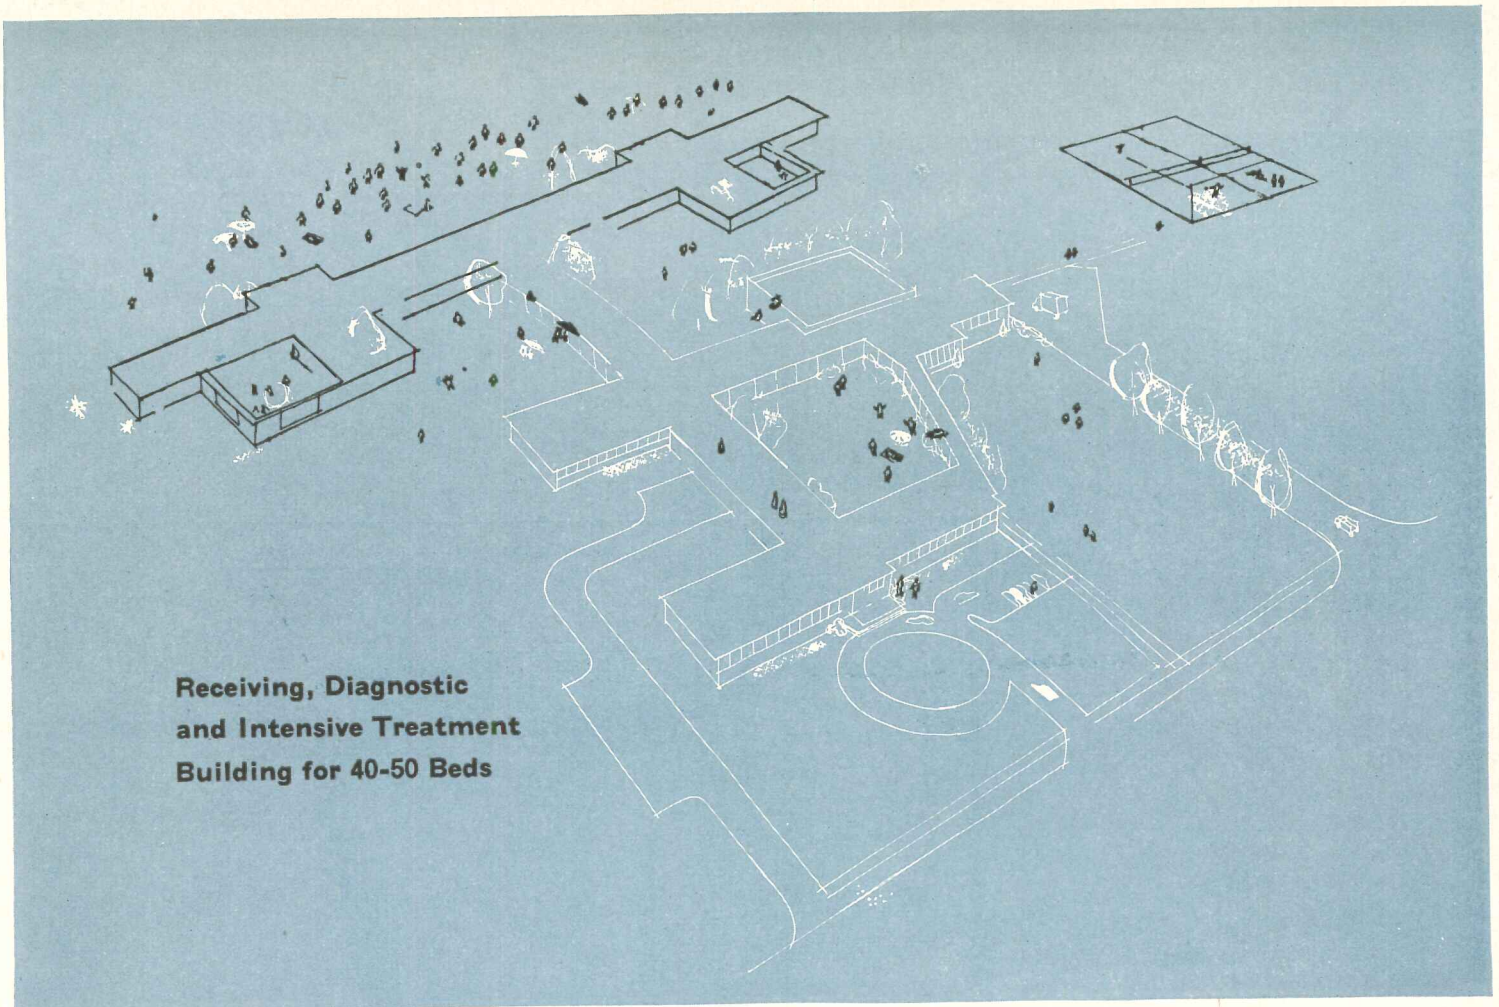 Receiving, Diagnostic
and Intensive Treatment
Building for 40-50 Beds